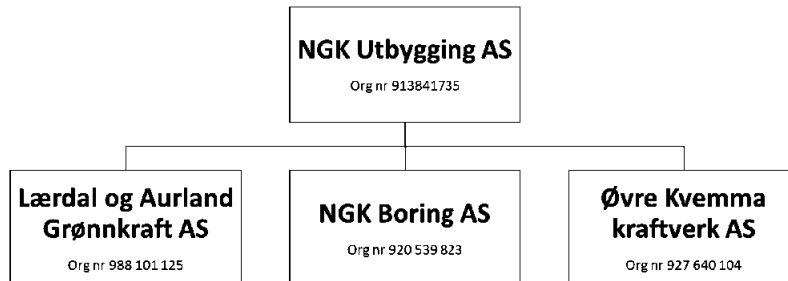 NGK Utbygging AS
Org nr 913841735
Lærdal og Aurland
Grønnkraft AS
Org nr 988 101 125
NGK Boring AS
Org nr 920 539 823
Øvre Kvemma
kraftverk AS
Org nr 927 640 104